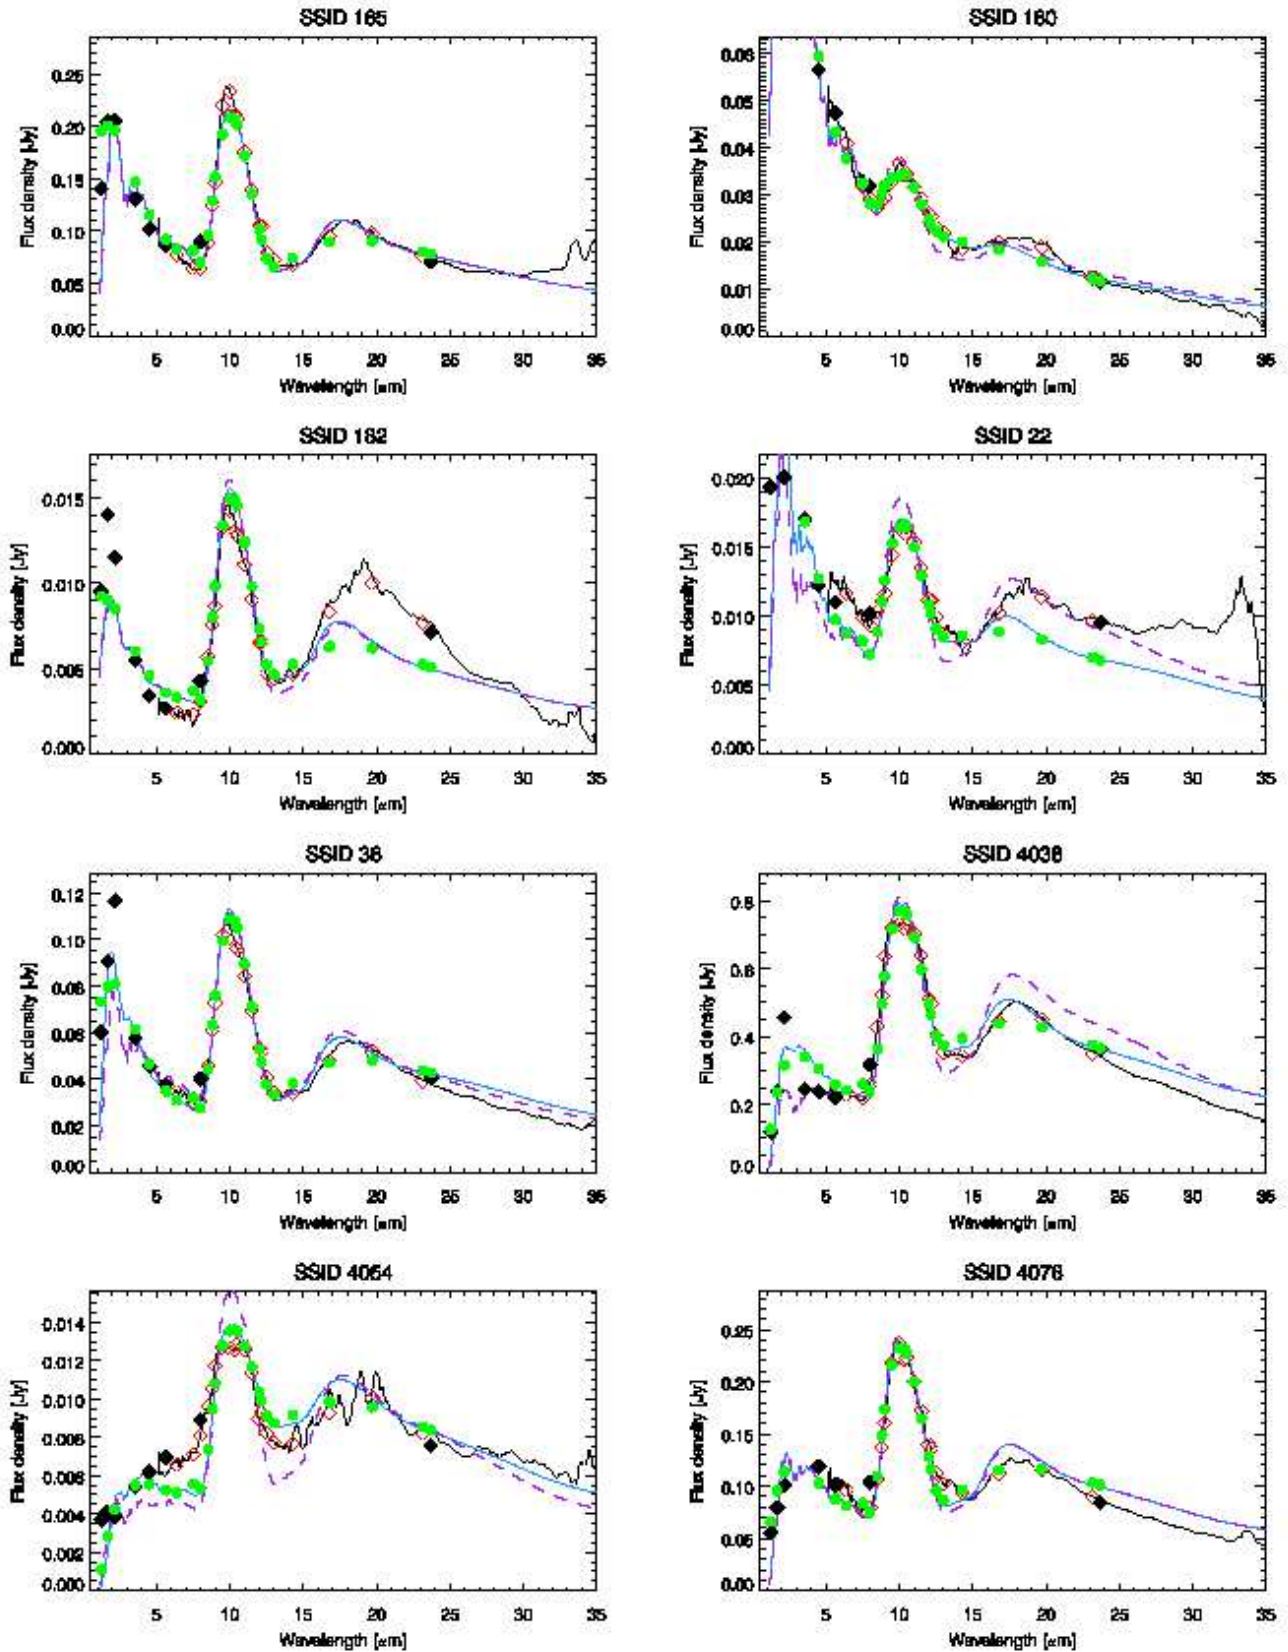 SSID 165
SSID 180
Flux density [Jy]
0.25
0.20
0.15
0.10
0.05
0.00
5 10 15 20 25 30 35
Wavelength [µm]
Flux density [Jy]
0.06
0.05
0.04
0.03
0.02
0.01
0.00
5 10 15 20 25 30 35
Wavelength [µm]
SSID 182
SSID 22
Flux density [Jy]
0.015
0.010
0.005
0.000
5 10 15 20 25 30 35
Wavelength [µm]
Flux density [Jy]
0.020
0.015
0.010
0.005
0.000
5 10 15 20 25 30 35
Wavelength [µm]
SSID 38
SSID 4038
Flux density [Jy]
0.12
0.10
0.08
0.06
0.04
0.02
0.00
5 10 15 20 25 30 35
Wavelength [µm]
Flux density [Jy]
0.8
0.6
0.4
0.2
0.0
5 10 15 20 25 30 35
Wavelength [µm]
SSID 4054
SSID 4076
Flux density [Jy]
0.014
0.012
0.010
0.008
0.006
0.004
0.002
0.000
5 10 15 20 25 30 35
Wavelength [µm]
Flux density [Jy]
0.25
0.20
0.15
0.10
0.05
0.00
5 10 15 20 25 30 35
Wavelength [µm]